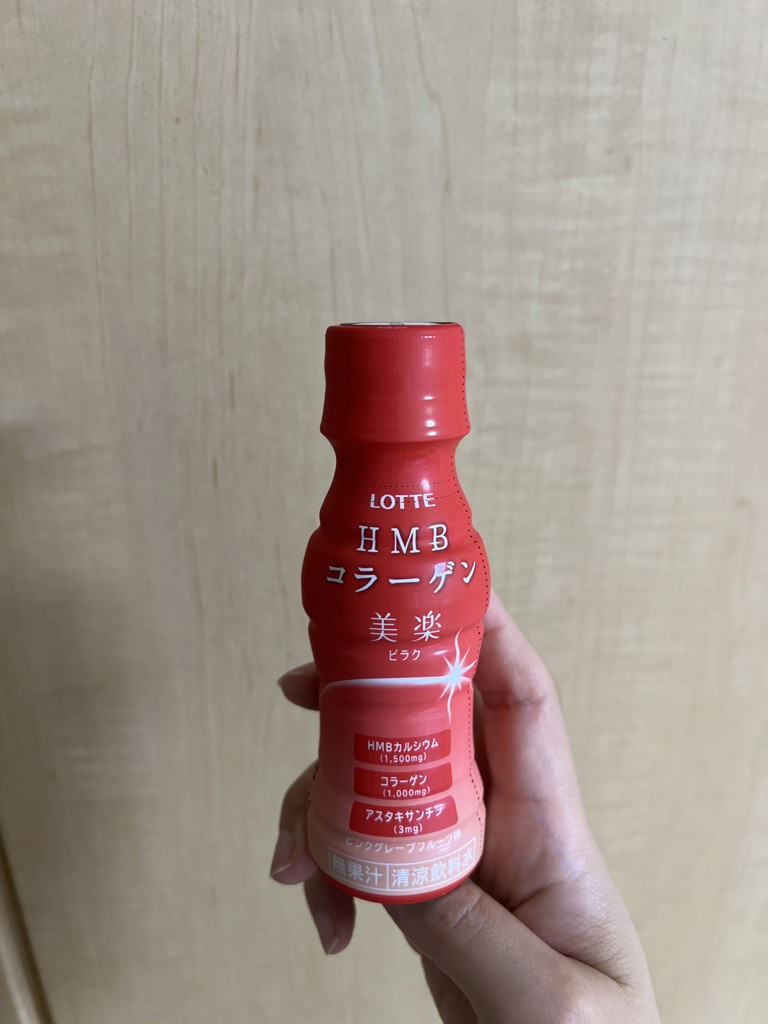 LOTTE
HMB
コラーゲン
美楽
ビラク
HMBカルシウム
(1,500mg)
コラーゲン
(1,000mg)
アスタキサンチン
(3mg)
ピンクグレープフルーツ味
無果汁 清涼飲料水